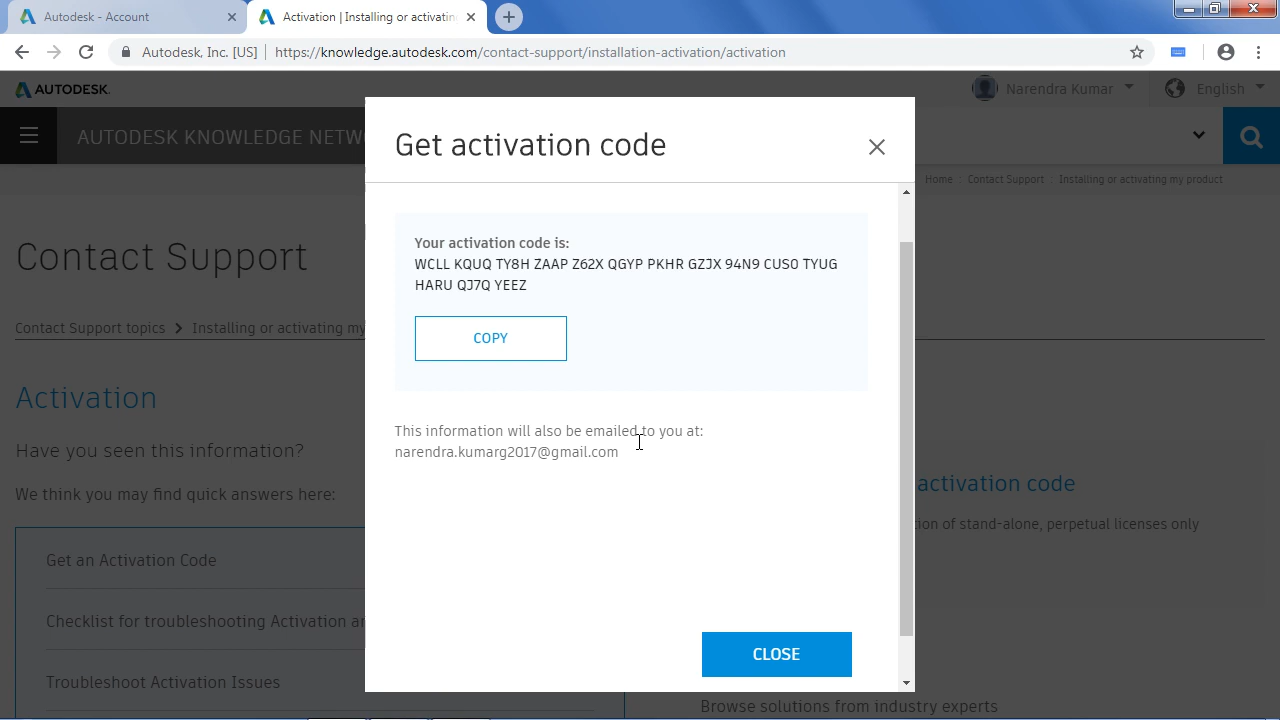 Autodesk - Account
Activation | Installing or activatin
Autodesk, Inc. [US]
https://knowledge.autodesk.com/contact-support/installation-activation/activation
AUTODESK.
Narendra Kumar
English
AUTODESK KNOWLEDGE NETW
Home : Contact Support : Installing or activating my product
Get activation code
Contact Support
Your activation code is:
WCLL KQUQ TY8H ZAAP Z62X QGYP PKHR GZJX 94N9 CUS0 TYUG
HARU QJ7Q YEEZ
Contact Support topics > Installing or activating my
COPY
Activation
This information will also be emailed to you at:
narendra.kumarg2017@gmail.com
Have you seen this information?
We think you may find quick answers here:
activation code
tion of stand-alone, perpetual licenses only
Get an Activation Code
Checklist for troubleshooting Activation an
Troubleshoot Activation Issues
CLOSE
Browse solutions from industry experts